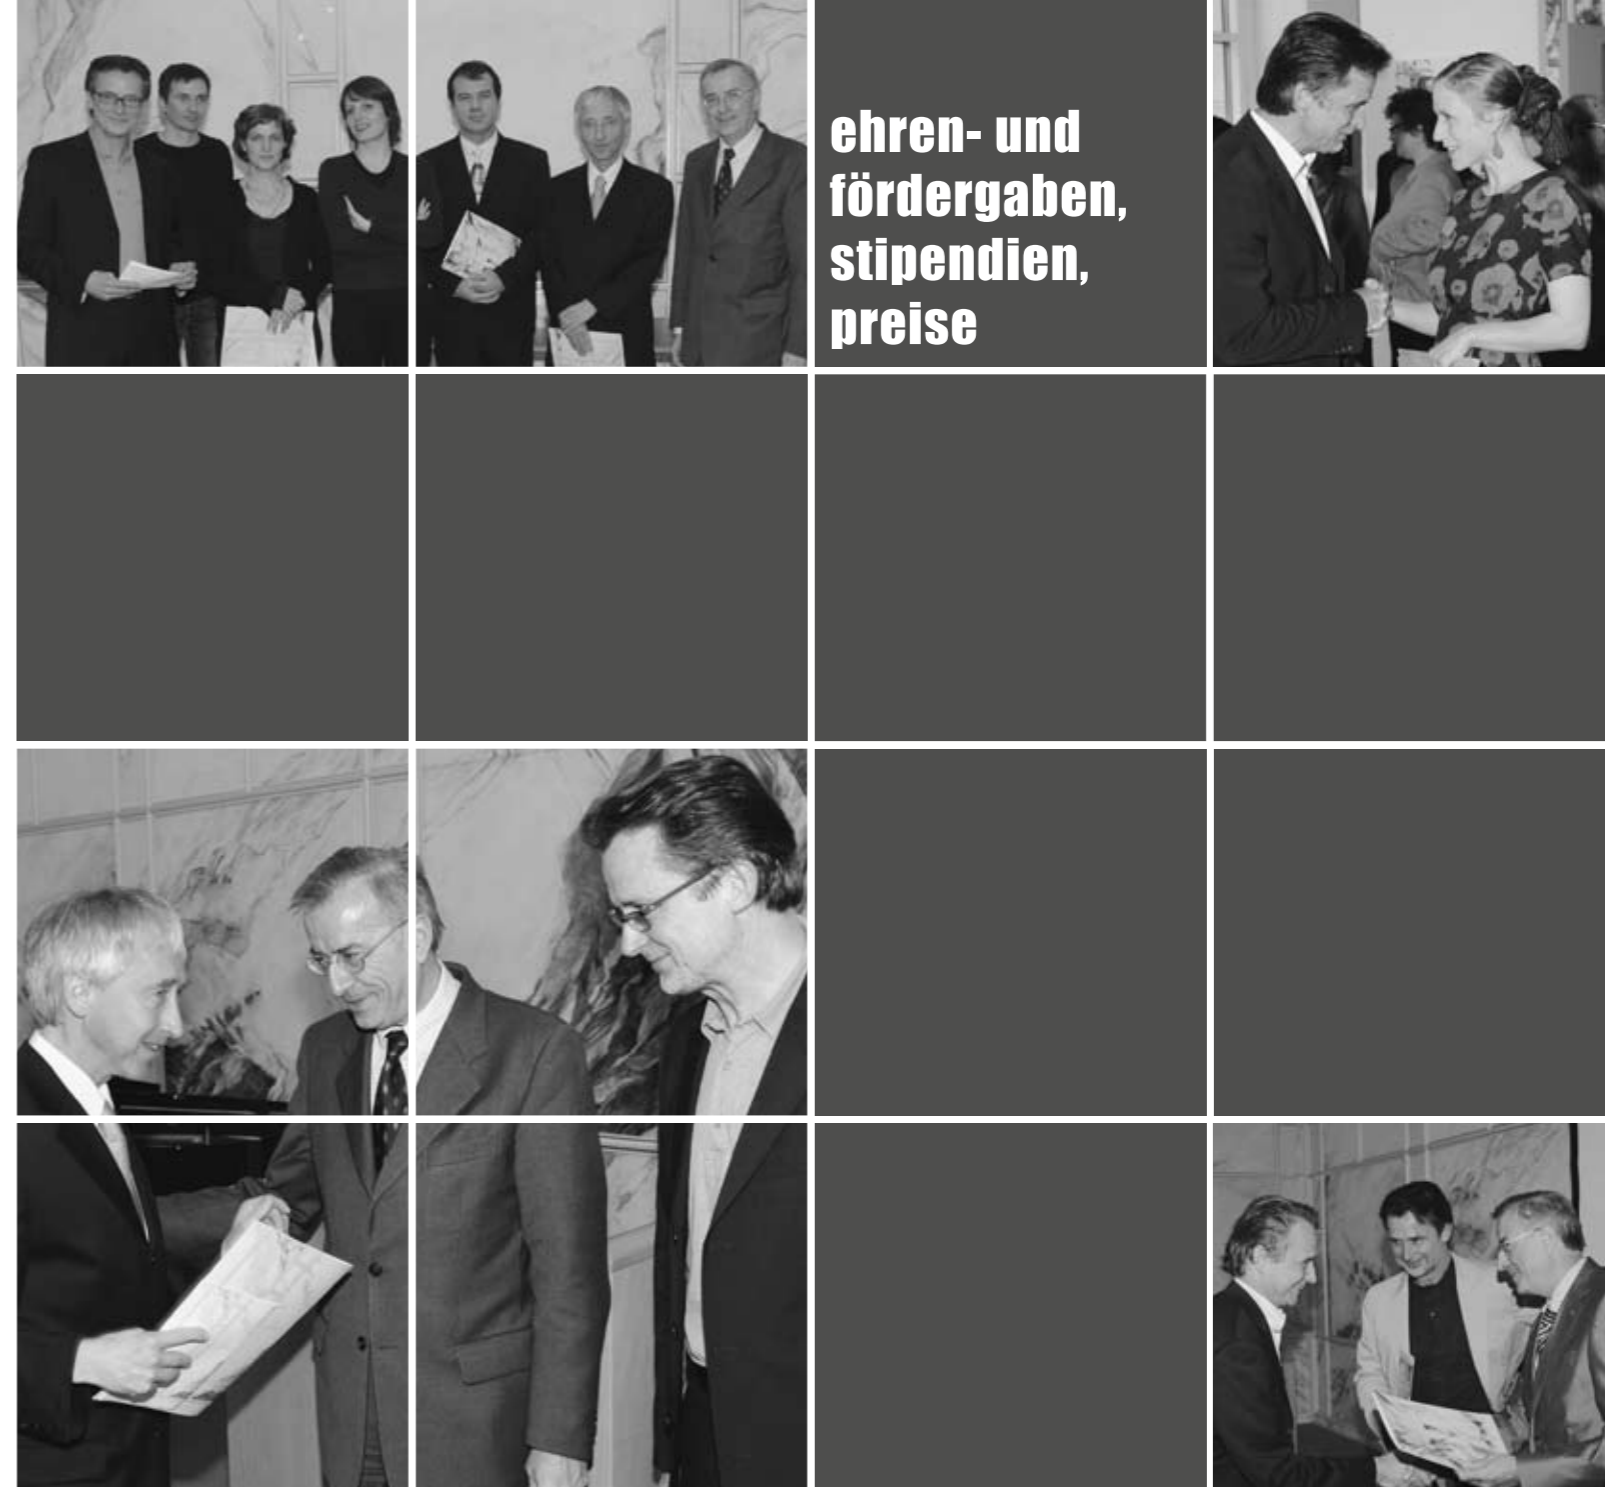 ehren- und
fördergaben,
stipendien,
preise